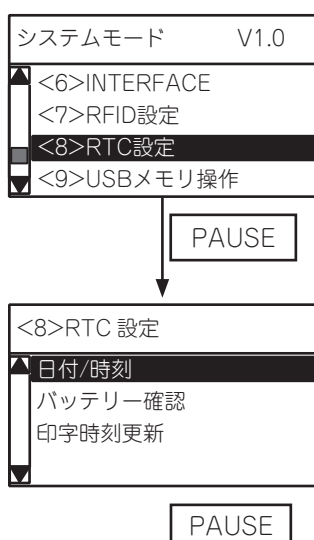 システムモード V1.0
<6>INTERFACE
<7>RFID設定
<8>RTC設定
<9>USBメモリ操作
PAUSE
<8>RTC 設定
日付/時刻
バッテリー確認
印字時刻更新
PAUSE